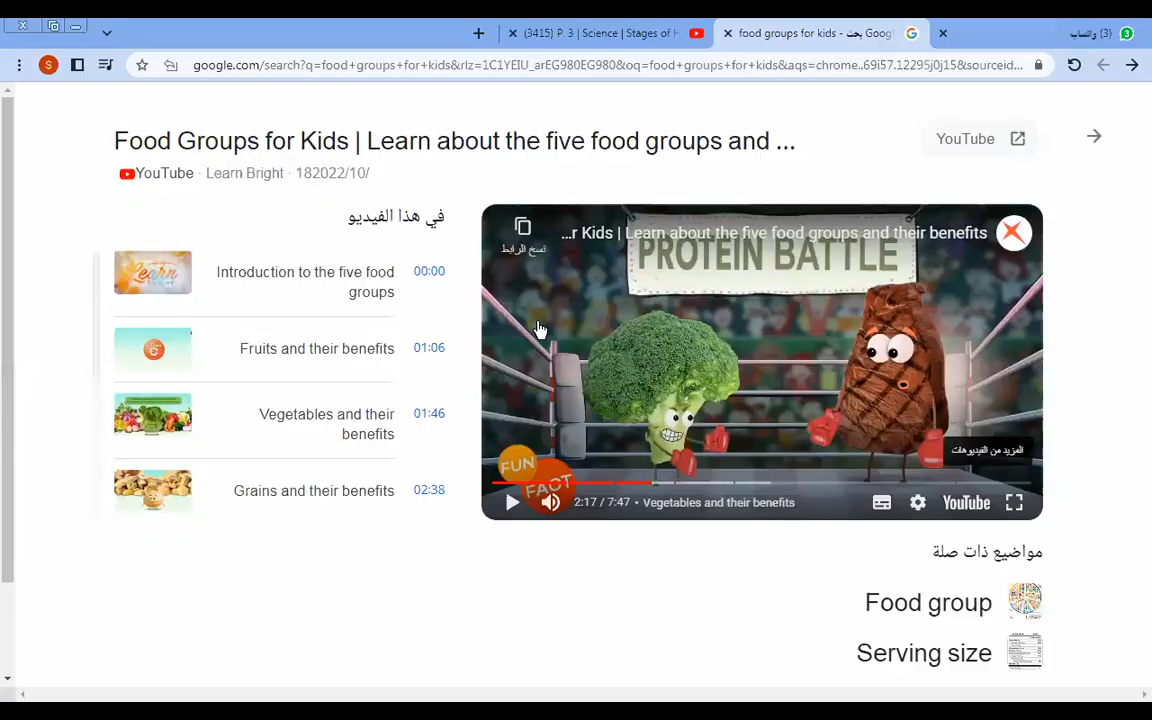 (3415) P. 3 | Science | Stages of H
food groups for kids - بحث Goog
(3) واتساب
S
google.com/search?q=food+groups+for+kids&rlz=1C1YEIU_arEG980EG980&oq=food+groups+for+kids&aqs=chrome..69i57.12295j0j15&sourceid...
Food Groups for Kids | Learn about the five food groups and ...
YouTube
YouTube · Learn Bright · 182022/10/
في هذا الفيديو
Introduction to the five food
groups
00:00
Fruits and their benefits
01:06
Vegetables and their
benefits
01:46
Grains and their benefits
02:38
...r Kids | Learn about the five food groups and their benefits
نسخ الرابط
PROTEIN BATTLE
المزيد من الفيديوهات
FUN
FACT
2:17 / 7:47 · Vegetables and their benefits
YouTube
مواضيع ذات صلة
Food group
Serving size